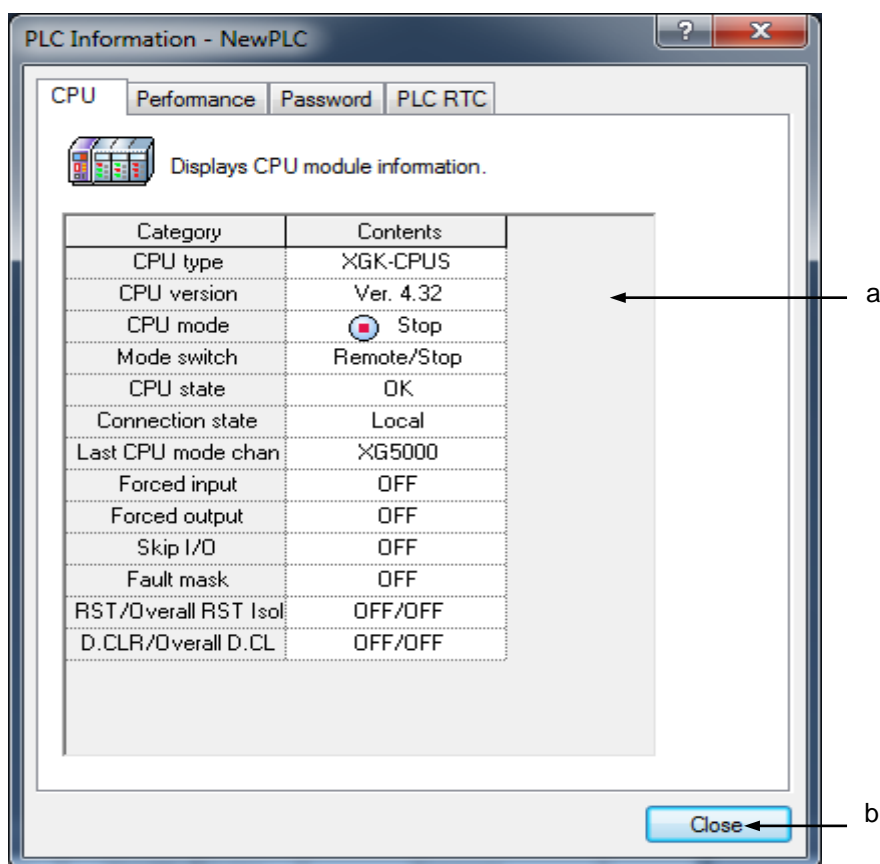 PLC Information - NewPLC
CPU Performance Password PLC RTC
Displays CPU module information.
Category Contents
CPU type XGK-CPUS
CPU version Ver. 4.32
a
CPU mode Stop
Mode switch Remote/Stop
CPU state OK
Connection state Local
Last CPU mode chan XG5000
Forced input OFF
Forced output OFF
Skip I/O OFF
Fault mask OFF
RST/Overall RST Isol OFF/OFF
D.CLR/Overall D.CL OFF/OFF
Close
b